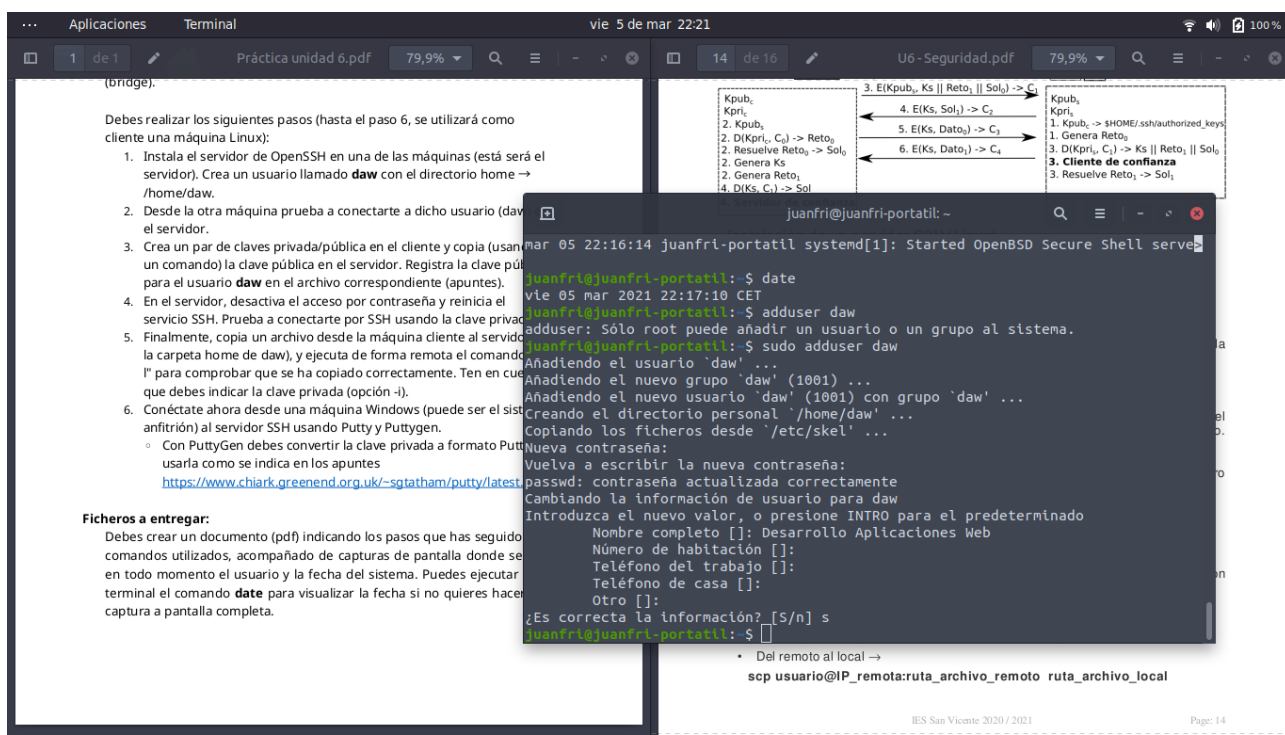 ... Aplicaciones Terminal vie 5 de mar 22:21 100 %
1 de 1 Práctica unidad 6.pdf 79,9%
(bridge).
Debes realizar los siguientes pasos (hasta el paso 6, se utilizará como
cliente una máquina Linux):
1. Instala el servidor de OpenSSH en una de las máquinas (está será el
servidor). Crea un usuario llamado daw con el directorio home →
/home/daw.
2. Desde la otra máquina prueba a conectarte a dicho usuario (daw
el servidor.
3. Crea un par de claves privada/pública en el cliente y copia (usan
un comando) la clave pública en el servidor. Registra la clave púb
para el usuario daw en el archivo correspondiente (apuntes).
4. En el servidor, desactiva el acceso por contraseña y reinicia el
servicio SSH. Prueba a conectarte por SSH usando la clave privad
5. Finalmente, copia un archivo desde la máquina cliente al servido
la carpeta home de daw), y ejecuta de forma remota el comando
l" para comprobar que se ha copiado correctamente. Ten en cue
que debes indicar la clave privada (opción -i).
6. Conéctate ahora desde una máquina Windows (puede ser el sist
anfitrión) al servidor SSH usando Putty y Puttygen.
◦ Con PuttyGen debes convertir la clave privada a formato Putt
usarla como se indica en los apuntes
https://www.chiark.greenend.org.uk/~sgtatham/putty/latest.
Ficheros a entregar:
Debes crear un documento (pdf) indicando los pasos que has seguido
comandos utilizados, acompañado de capturas de pantalla donde se
en todo momento el usuario y la fecha del sistema. Puedes ejecutar
terminal el comando date para visualizar la fecha si no quieres hacer
captura a pantalla completa.
14 de 16 U6-Seguridad.pdf 79,9%
Kpubc
Kpric
2. Kpubs
2. D(Kpric, C0) -> Reto0
2. Resuelve Reto0 -> Sol0
2. Genera Ks
2. Genera Reto1
4. D(Ks, C1) -> Sol
3. E(Kpubs, Ks || Reto1 || Sol0) -> C1
4. E(Ks, Sol1) -> C2
5. E(Ks, Dato0) -> C3
6. E(Ks, Dato1) -> C4
Kpubs
Kpris
1. Kpubc -> $HOME/.ssh/authorized_keys
1. Genera Reto0
3. D(Kpris, C1) -> Ks || Reto1 || Sol0
3. Cliente de confianza
3. Resuelve Reto1 -> Sol1
juanfri@juanfri-portatil: ~
mar 05 22:16:14 juanfri-portatil systemd[1]: Started OpenBSD Secure Shell serve>
juanfri@juanfri-portatil:~$ date
vie 05 mar 2021 22:17:10 CET
juanfri@juanfri-portatil:~$ adduser daw
adduser: Sólo root puede añadir un usuario o un grupo al sistema.
juanfri@juanfri-portatil:~$ sudo adduser daw
Añadiendo el usuario `daw' ...
Añadiendo el nuevo grupo `daw' (1001) ...
Añadiendo el nuevo usuario `daw' (1001) con grupo `daw' ...
Creando el directorio personal `/home/daw' ...
Copiando los ficheros desde `/etc/skel' ...
Nueva contraseña:
Vuelva a escribir la nueva contraseña:
passwd: contraseña actualizada correctamente
Cambiando la información de usuario para daw
Introduzca el nuevo valor, o presione INTRO para el predeterminado
Nombre completo []: Desarrollo Aplicaciones Web
Número de habitación []:
Teléfono del trabajo []:
Teléfono de casa []:
Otro []:
¿Es correcta la información? [S/n] s
juanfri@juanfri-portatil:~$
• Del remoto al local →
scp usuario@IP_remota:ruta_archivo_remoto ruta_archivo_local
IES San Vicente 2020 / 2021 Page: 14